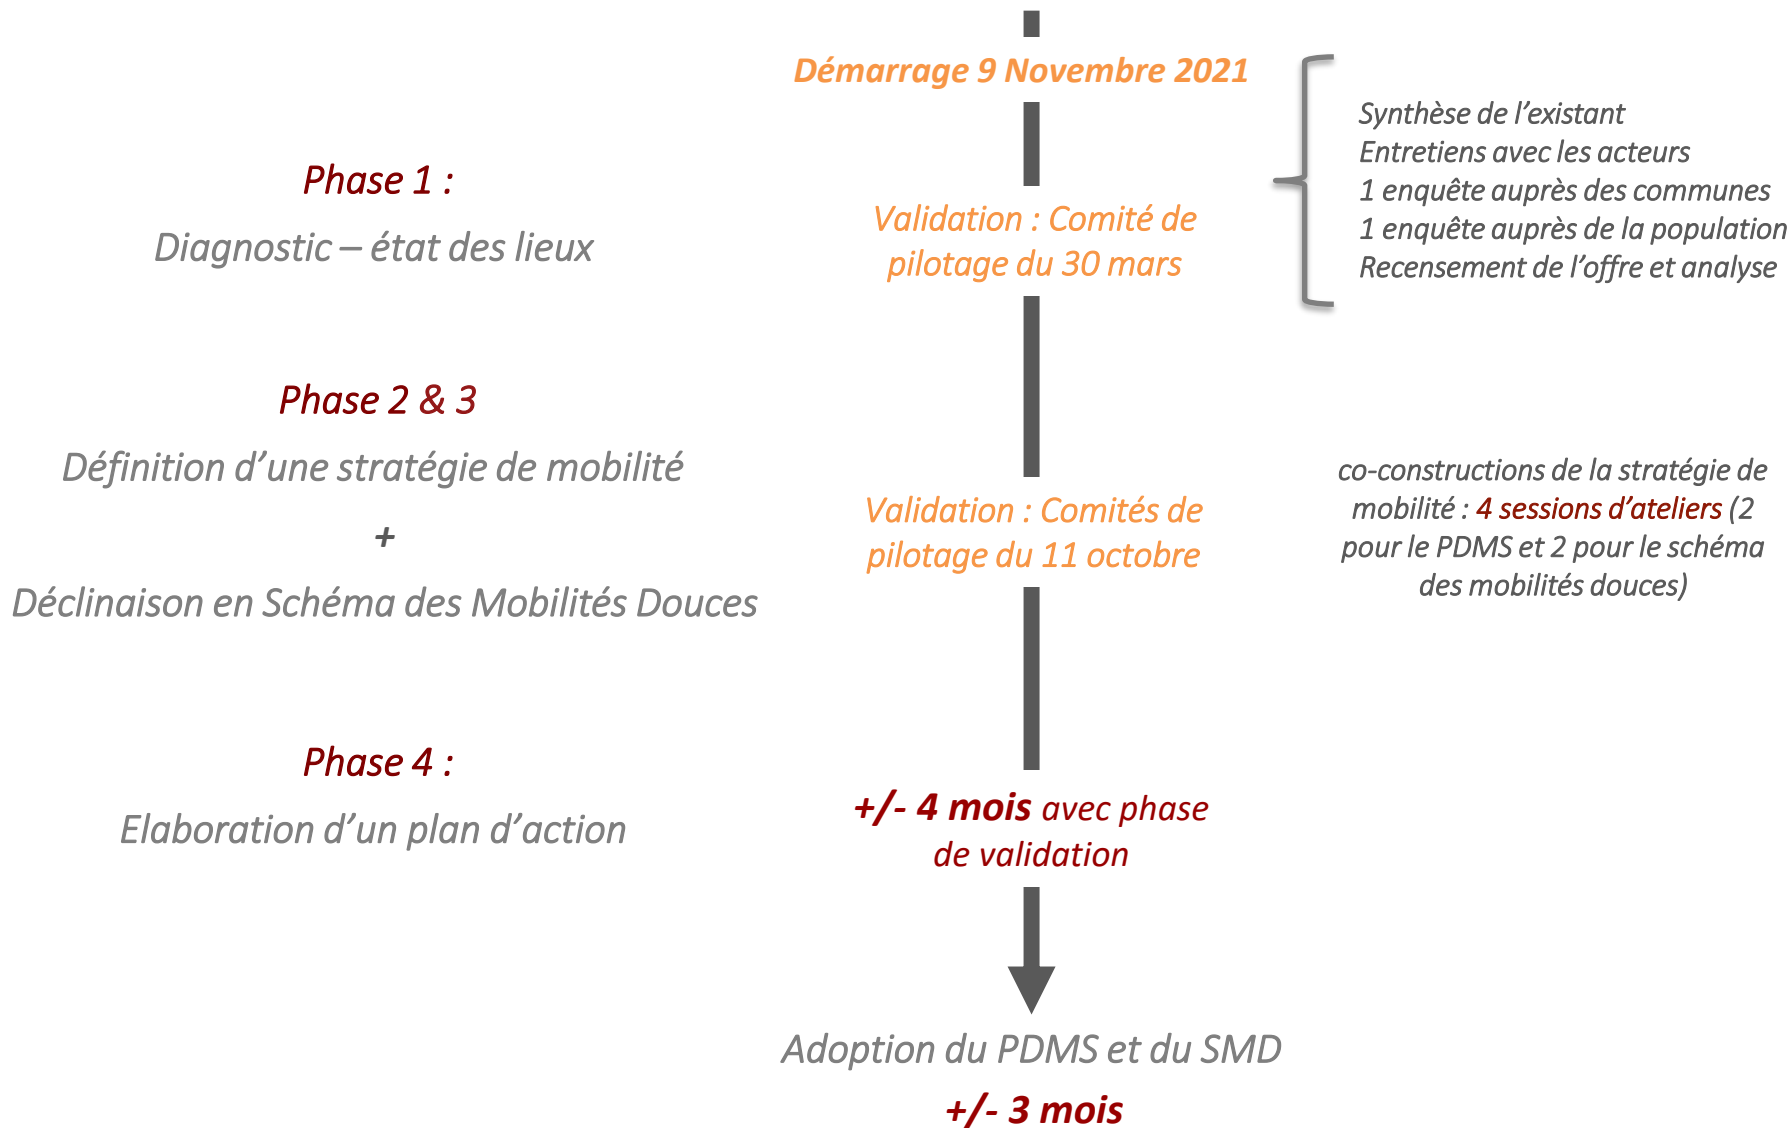 Démarrage 9 Novembre 2021
Phase 1 :
Diagnostic – état des lieux
Validation : Comité de
pilotage du 30 mars
Synthèse de l’existant
Entretiens avec les acteurs
1 enquête auprès des communes
1 enquête auprès de la population
Recensement de l’offre et analyse
Phase 2 & 3
Définition d’une stratégie de mobilité
+
Déclinaison en Schéma des Mobilités Douces
Validation : Comités de
pilotage du 11 octobre
co-constructions de la stratégie de
mobilité : 4 sessions d’ateliers (2
pour le PDMS et 2 pour le schéma
des mobilités douces)
Phase 4 :
Elaboration d’un plan d’action
+/- 4 mois avec phase
de validation
Adoption du PDMS et du SMD
+/- 3 mois